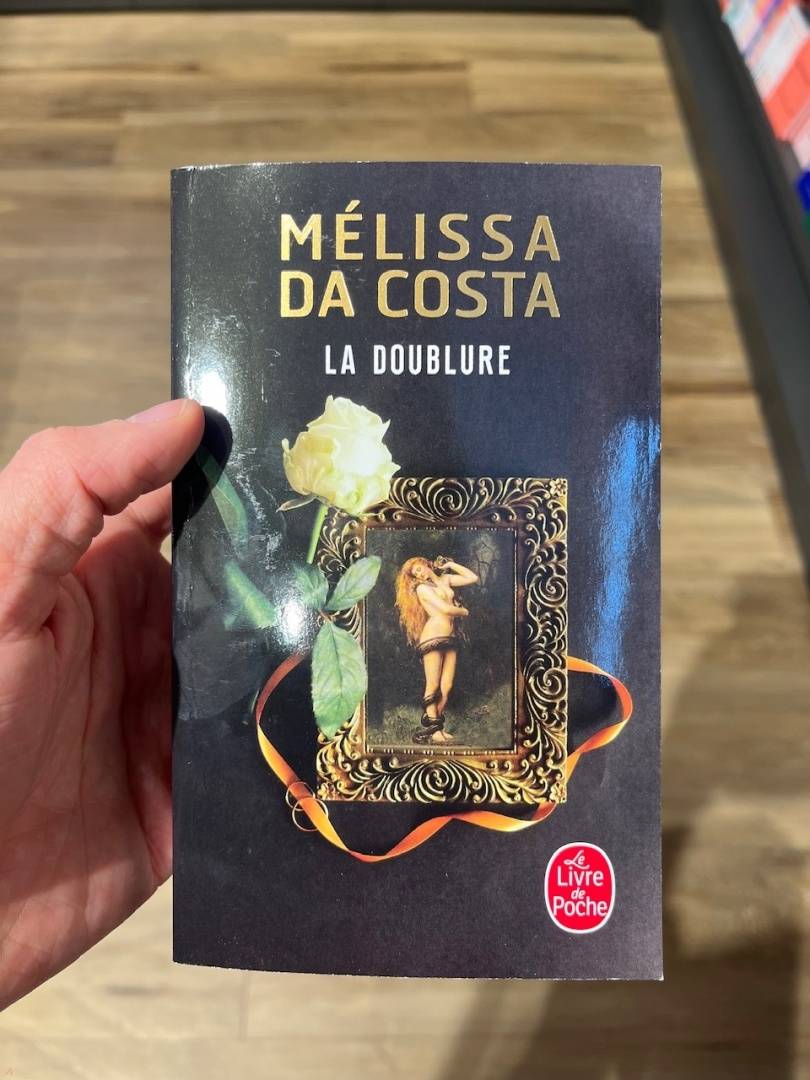 MÉLISSA
DA COSTA
LA DOUBLURE
Le
Livre
de
Poche